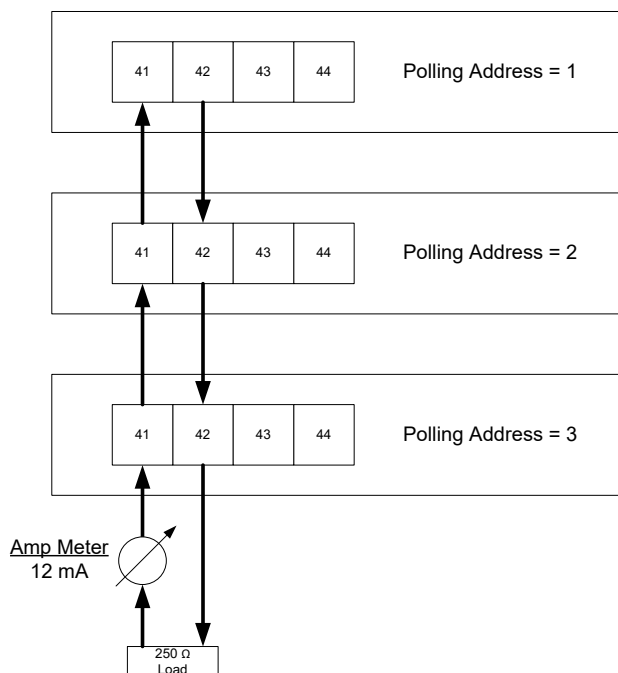 41 42 43 44 Polling Address = 1
41 42 43 44 Polling Address = 2
41 42 43 44 Polling Address = 3
Amp Meter
12 mA
250 Ω
Load